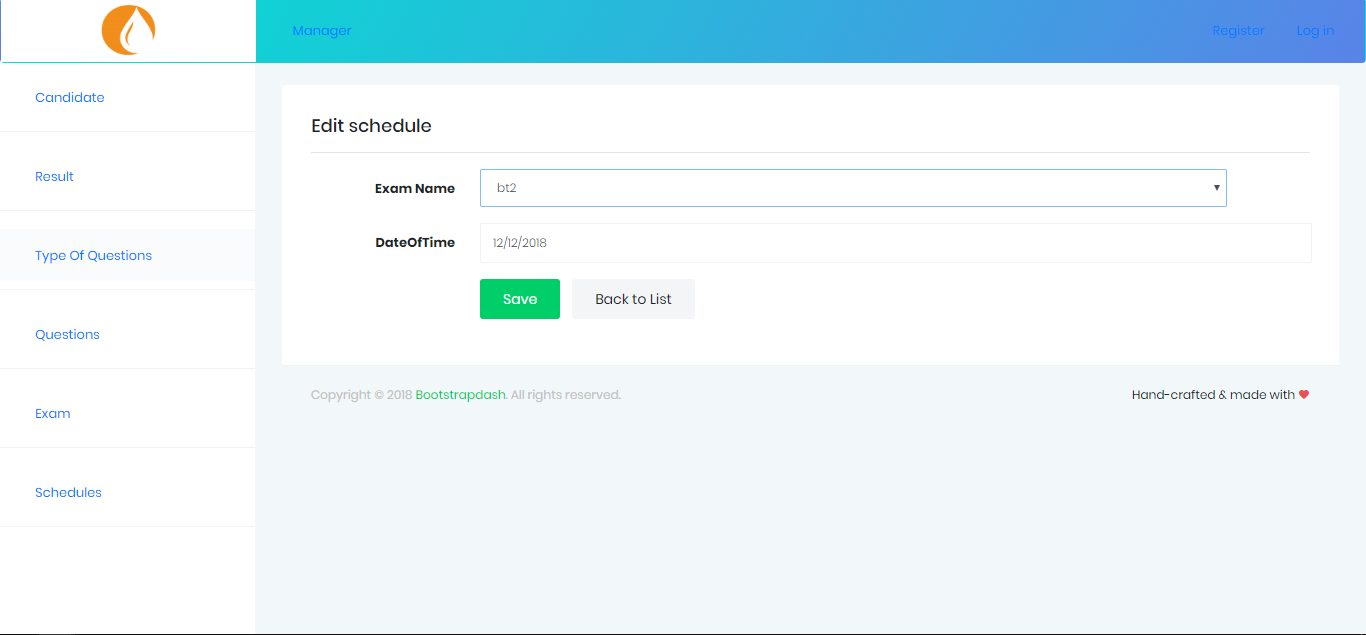 Manager
Register
Log in
Candidate
Result
Type Of Questions
Questions
Exam
Schedules
Edit schedule
Exam Name
bt2
DateOfTime
12/12/2018
Save
Back to List
Copyright © 2018 Bootstrapdash. All rights reserved.
Hand-crafted & made with ♥